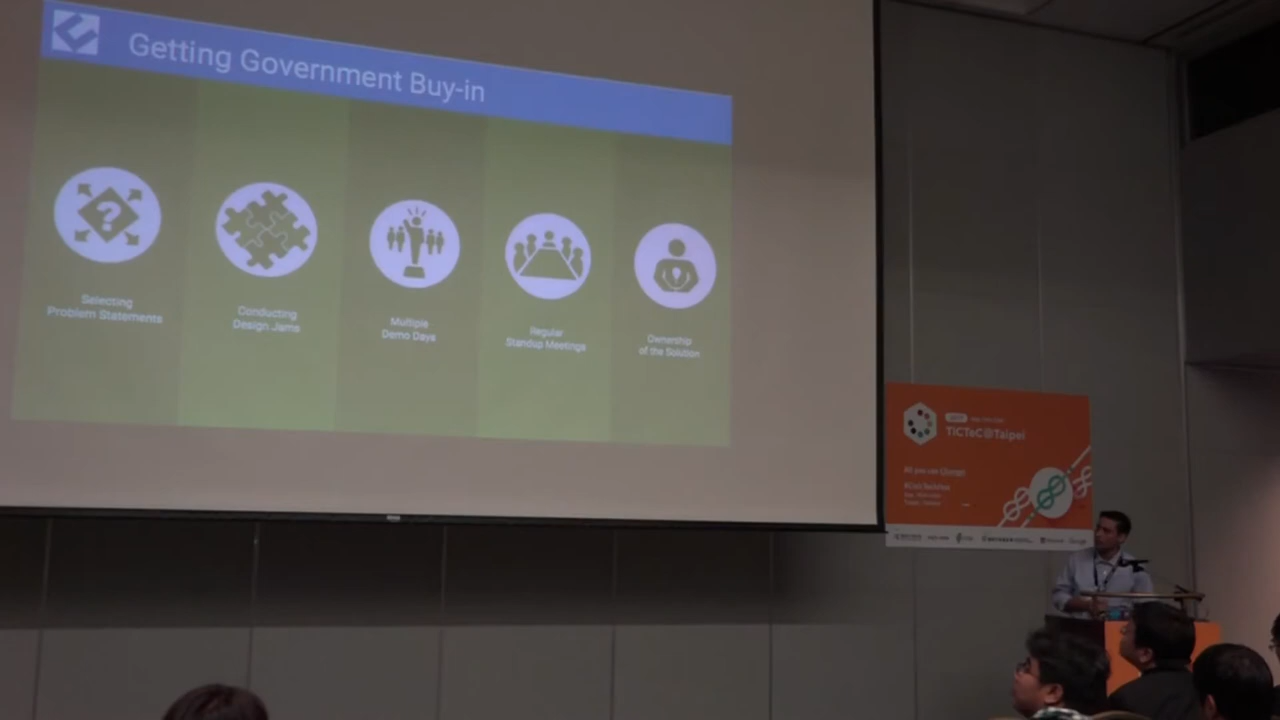 Getting Government Buy-in
Selecting
Problem Statements
Conducting
Design Jams
Multiple
Demo Days
Regular
Standup Meetings
Ownership
of the Solution
TICTeC@Taipei